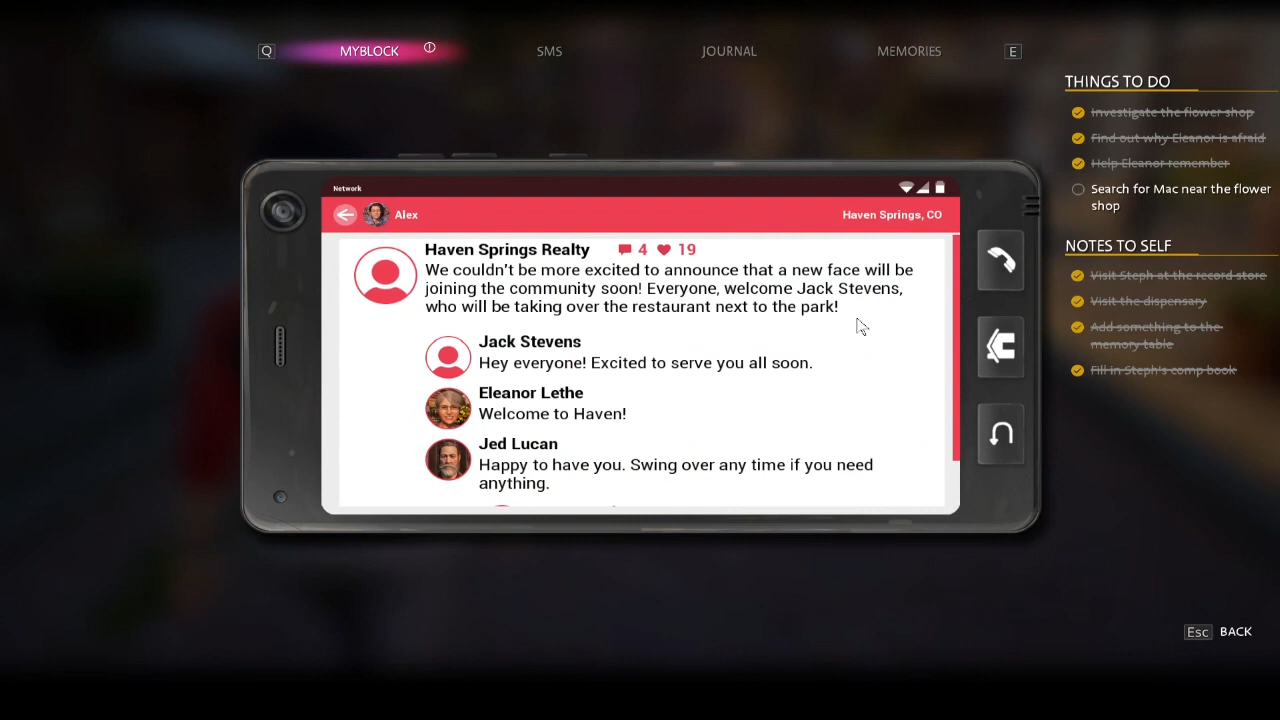 Q MYBLOCK SMS JOURNAL MEMORIES E
THINGS TO DO
Investigate the flower shop
Find out why Eleanor is afraid
Help Eleanor remember
Search for Mac near the flower
shop
NOTES TO SELF
Visit Steph at the record store
Visit the dispensary
Add something to the
memory table
Fill in Steph's comp book
Network
Alex
Haven Springs, CO
Haven Springs Realty 4 19
We couldn't be more excited to announce that a new face will be
joining the community soon! Everyone, welcome Jack Stevens,
who will be taking over the restaurant next to the park!
Jack Stevens
Hey everyone! Excited to serve you all soon.
Eleanor Lethe
Welcome to Haven!
Jed Lucan
Happy to have you. Swing over any time if you need
anything.
Esc BACK